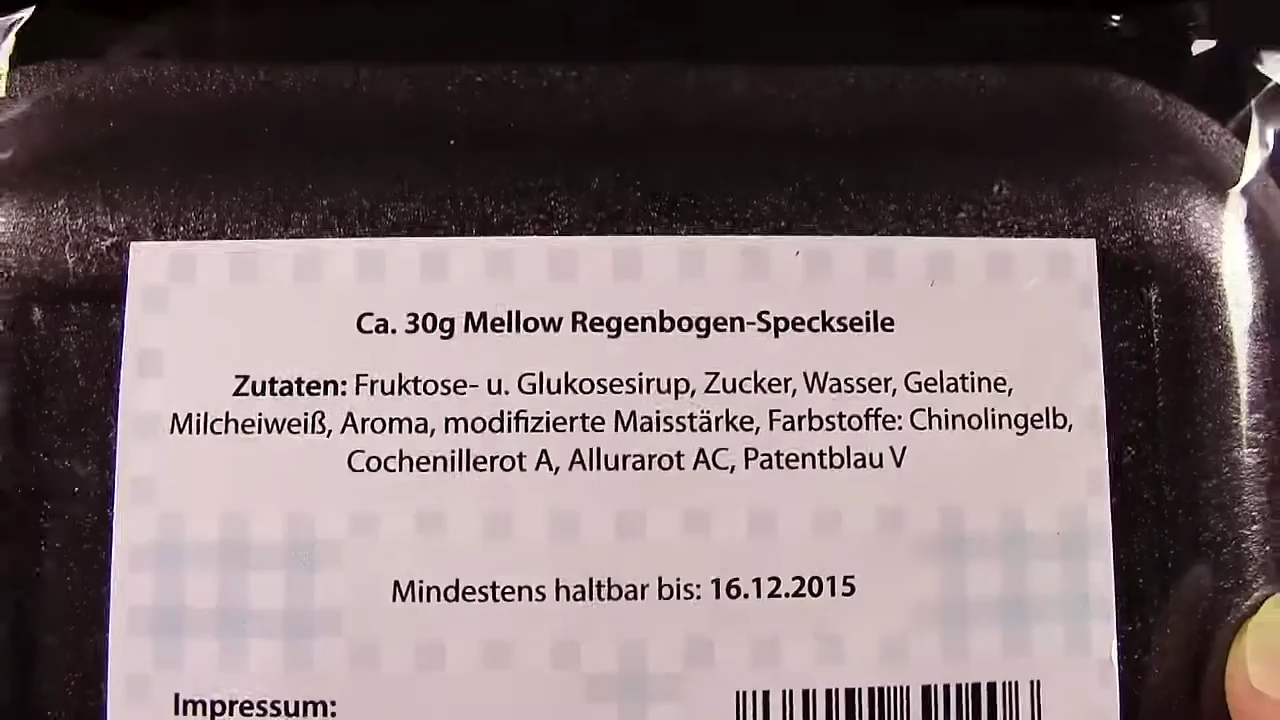 Ca. 30g Mellow Regenbogen-Speckseile
Zutaten: Fruktose- u. Glukosesirup, Zucker, Wasser, Gelatine,
Milcheiweiß, Aroma, modifizierte Maisstärke, Farbstoffe: Chinolingelb,
Cochenillerot A, Allurarot AC, Patentblau V
Mindestens haltbar bis: 16.12.2015
Impressum: